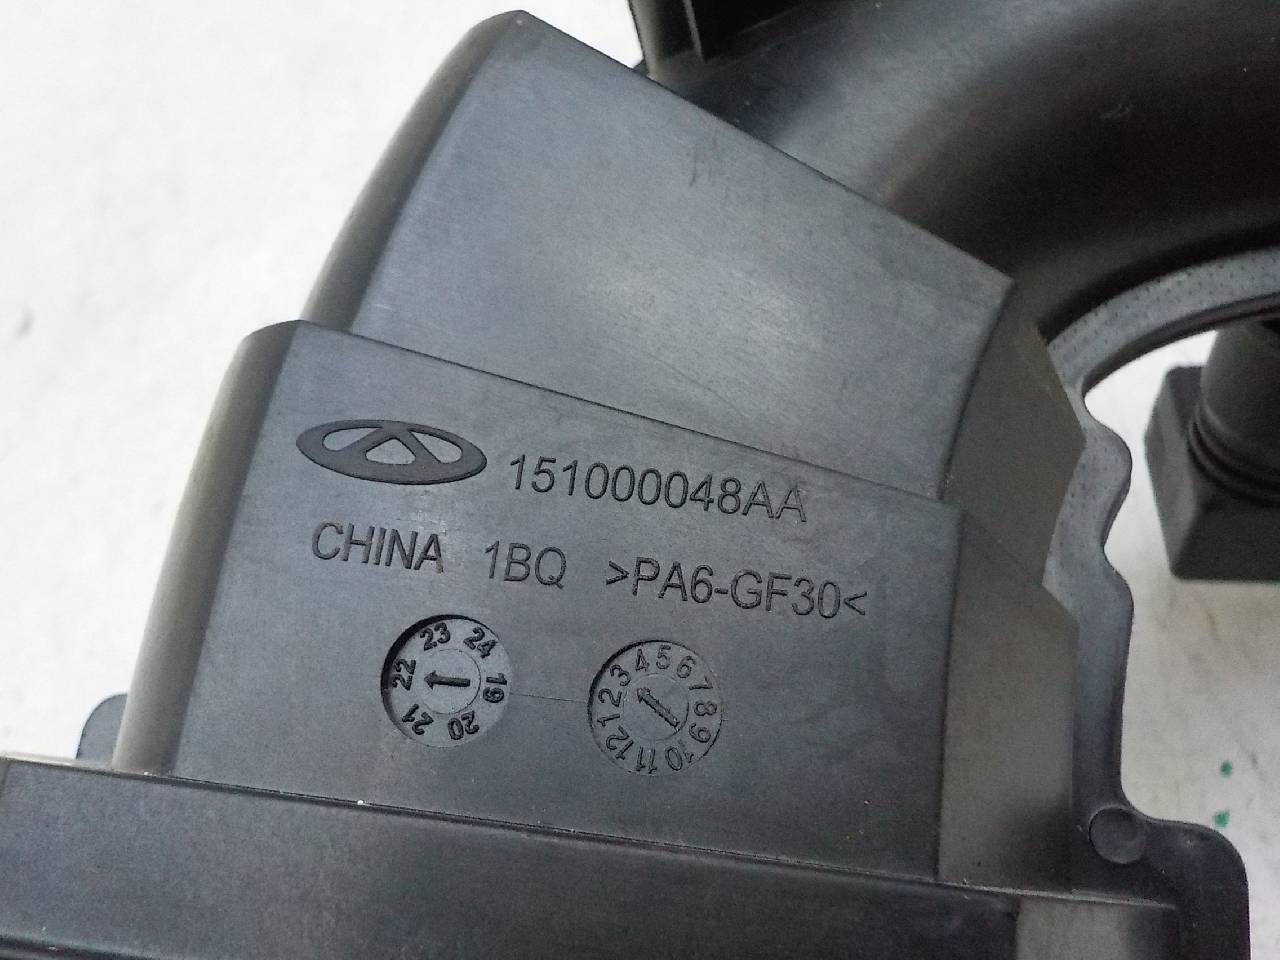 151000048AA
CHINA 1BQ >PA6-GF30<
19 20 21 22 23 24
1 2 3 4 5 6 7 8 9 10 11 12